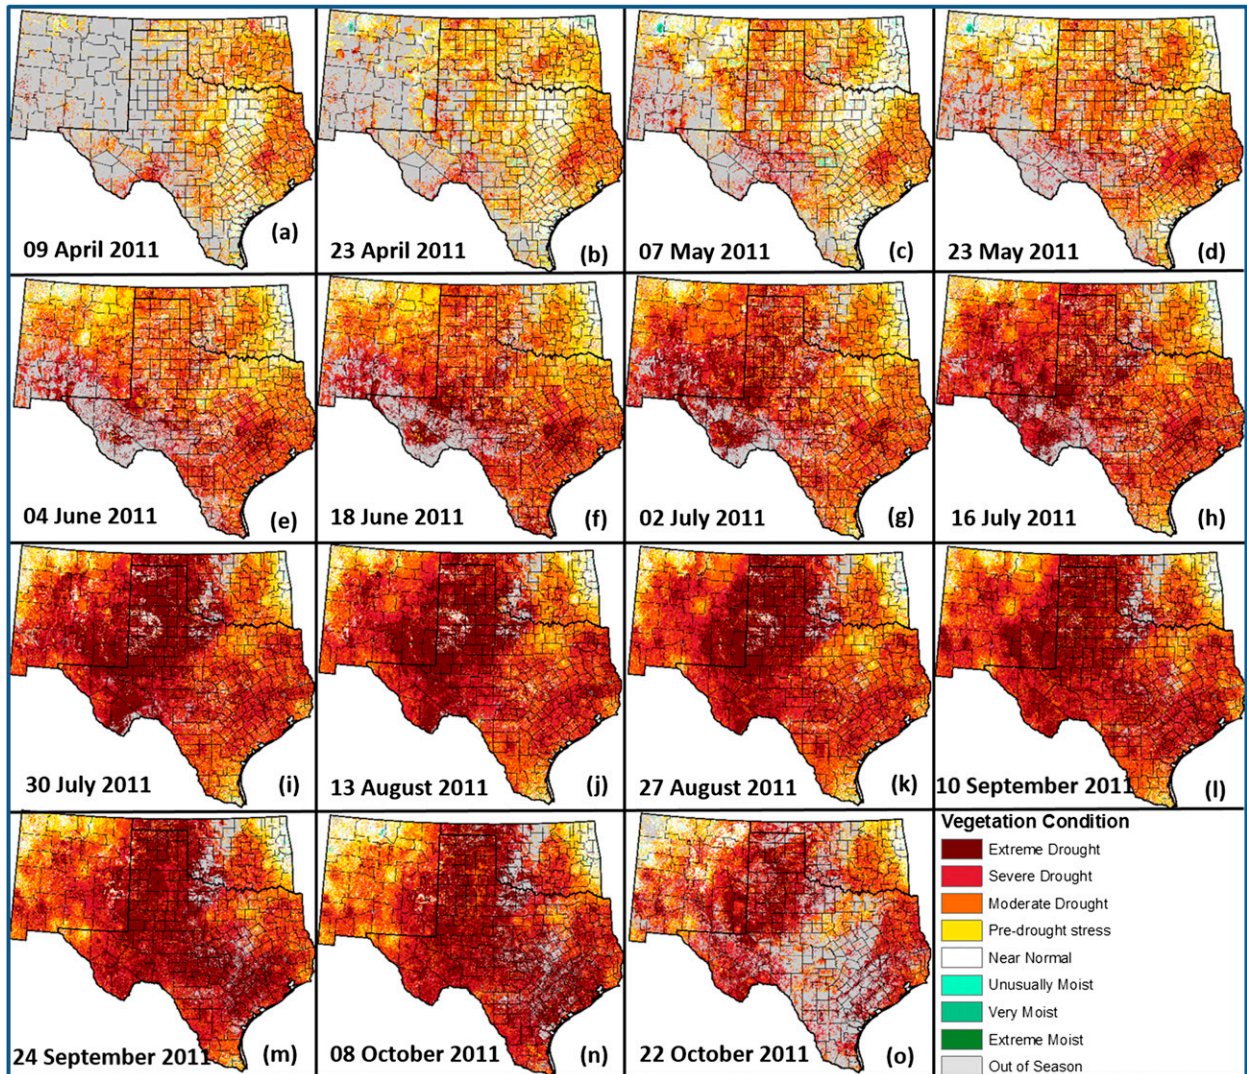 09 April 2011 (a)
23 April 2011 (b)
07 May 2011 (c)
23 May 2011 (d)
04 June 2011 (e)
18 June 2011 (f)
02 July 2011 (g)
16 July 2011 (h)
30 July 2011 (i)
13 August 2011 (j)
27 August 2011 (k)
10 September 2011 (l)
24 September 2011 (m)
08 October 2011 (n)
22 October 2011 (o)
Vegetation Condition
Extreme Drought
Severe Drought
Moderate Drought
Pre-drought stress
Near Normal
Unusually Moist
Very Moist
Extreme Moist
Out of Season